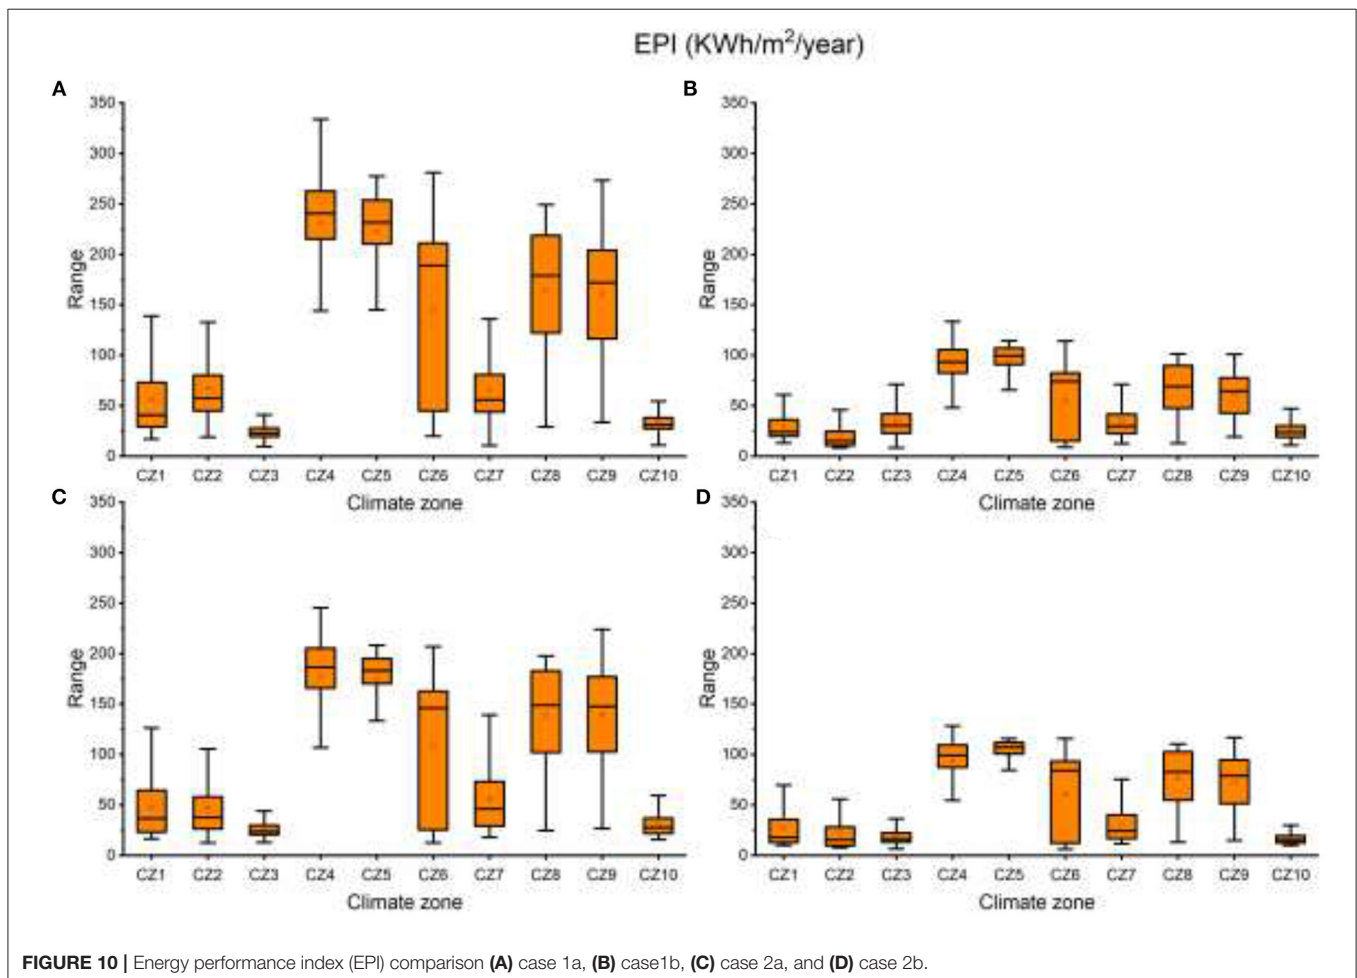 EPI (KWh/m²/year)
A
350
300
250
200
150
100
50
0
Range
CZ1 CZ2 CZ3 CZ4 CZ5 CZ6 CZ7 CZ8 CZ9 CZ10
Climate zone
B
350
300
250
200
150
100
50
0
Range
CZ1 CZ2 CZ3 CZ4 CZ5 CZ6 CZ7 CZ8 CZ9 CZ10
Climate zone
C
350
300
250
200
150
100
50
0
Range
CZ1 CZ2 CZ3 CZ4 CZ5 CZ6 CZ7 CZ8 CZ9 CZ10
Climate zone
D
350
300
250
200
150
100
50
0
Range
CZ1 CZ2 CZ3 CZ4 CZ5 CZ6 CZ7 CZ8 CZ9 CZ10
Climate zone
FIGURE 10 | Energy performance index (EPI) comparison (A) case 1a, (B) case1b, (C) case 2a, and (D) case 2b.